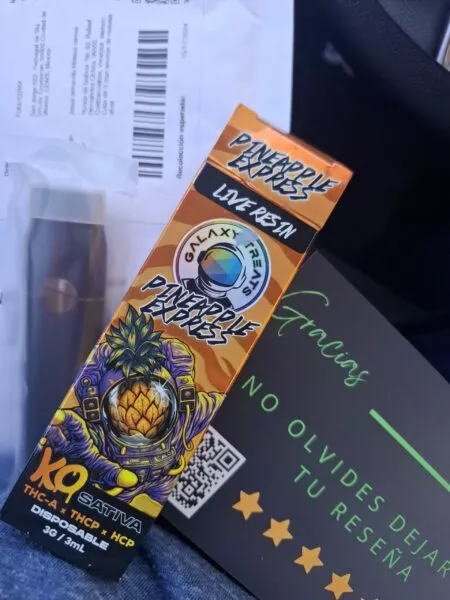 Recolección esperada:
PINEAPPLE
EXPRESS
LIVE RESIN
GALAXY TREATS
PINEAPPLE
EXPRESS
KO
SATIVA
THC-A x THCP x HCP
DISPOSABLE
3G / 3mL
Gracias
NO OLVIDES DEJAR
TU RESEÑA